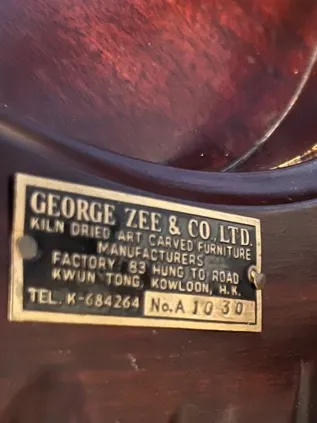 GEORGE ZEE & CO. LTD.
KILN DRIED ART CARVED FURNITURE
MANUFACTURERS
FACTORY: 83 HUNG TO ROAD
KWUN TONG, KOWLOON, H.K.
TEL. K-684264 No. A 1030